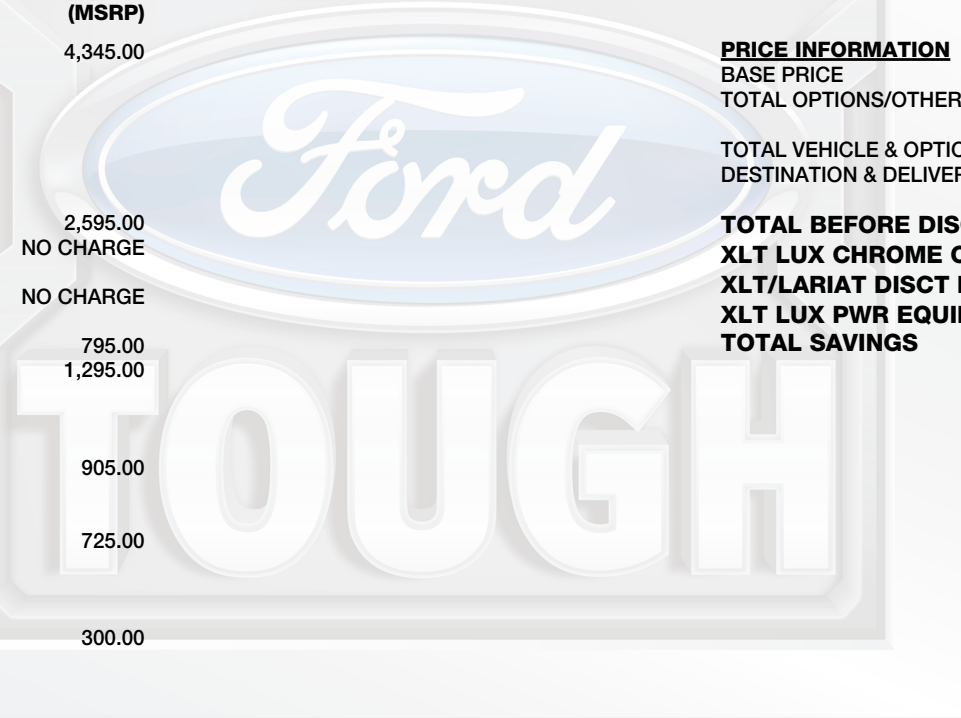 (MSRP)
4,345.00
2,595.00
NO CHARGE
NO CHARGE
795.00
1,295.00
905.00
725.00
300.00
Ford
TOUGH
PRICE INFORMATION
BASE PRICE
TOTAL OPTIONS/OTHER
TOTAL VEHICLE & OPTIO
DESTINATION & DELIVER
TOTAL BEFORE DIS
XLT LUX CHROME
XLT/LARIAT DISCT
XLT LUX PWR EQUI
TOTAL SAVINGS